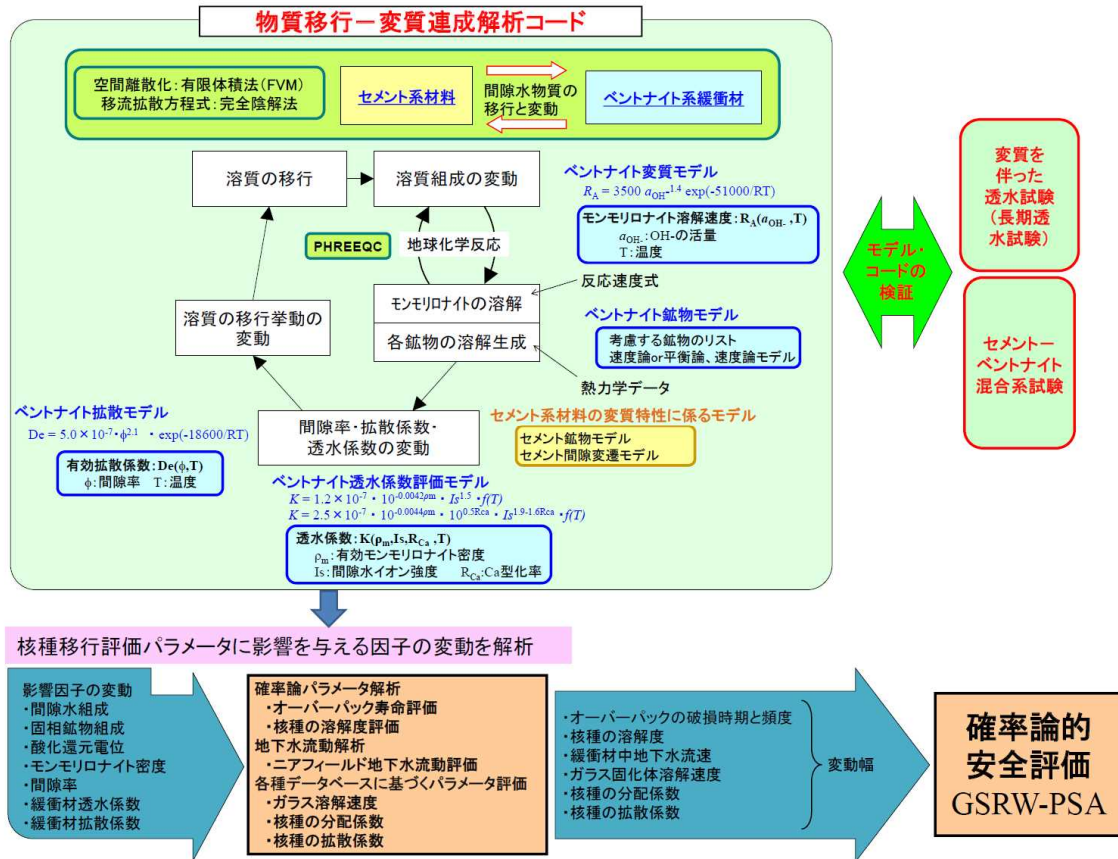 物質移行－変質連成解析コード
空間離散化：有限体積法（FVM）
移流拡散方程式：完全陰解法
セメント系材料
間隙水物質の
移行と変動
ベントナイト系緩衝材
溶質の移行
溶質組成の変動
PHREEQC
地球化学反応
ベントナイト変質モデル
R_A = 3500 a_OH-^1.4 exp(-51000/RT)
モンモリロナイト溶解速度：R_A(a_OH- ,T)
a_OH-：OH-の活量
T：温度
反応速度式
モンモリロナイトの溶解
各鉱物の溶解生成
溶質の移行挙動の
変動
ベントナイト鉱物モデル
考慮する鉱物のリスト
速度論or平衡論、速度論モデル
熱力学データ
ベントナイト拡散モデル
De = 5.0×10^-7・ϕ^2.1 ・ exp(-18600/RT)
有効拡散係数：De(ϕ,T)
ϕ：間隙率　T：温度
間隙率・拡散係数・
透水係数の変動
セメント系材料の変質特性に係るモデル
セメント鉱物モデル
セメント間隙変遷モデル
ベントナイト透水係数評価モデル
K = 1.2×10^-7・10^-0.0042ρm・Is^1.5・f(T)
K = 2.5×10^-7・10^-0.0044ρm・10^0.5Rca・Is^1.9-1.6Rca・f(T)
透水係数：K(ρ_m,Is,R_Ca ,T)
ρ_m：有効モンモリロナイト密度
Is：間隙水イオン強度　R_Ca:Ca型化率
モデル・
コードの
検証
変質を
伴った
透水試験
（長期透
水試験）
セメントー
ベントナイト
混合系試験
核種移行評価パラメータに影響を与える因子の変動を解析
影響因子の変動
・間隙水組成
・固相鉱物組成
・酸化還元電位
・モンモリロナイト密度
・間隙率
・緩衝材透水係数
・緩衝材拡散係数
確率論パラメータ解析
・オーバーパック寿命評価
・核種の溶解度評価
地下水流動解析
・ニアフィールド地下水流動評価
各種データベースに基づくパラメータ評価
・ガラス溶解速度
・核種の分配係数
・核種の拡散係数
・オーバーパックの破損時期と頻度
・核種の溶解度
・緩衝材中地下水流速
・ガラス固化体溶解速度
・核種の分配係数
・核種の拡散係数
変動幅
確率論的
安全評価
GSRW-PSA